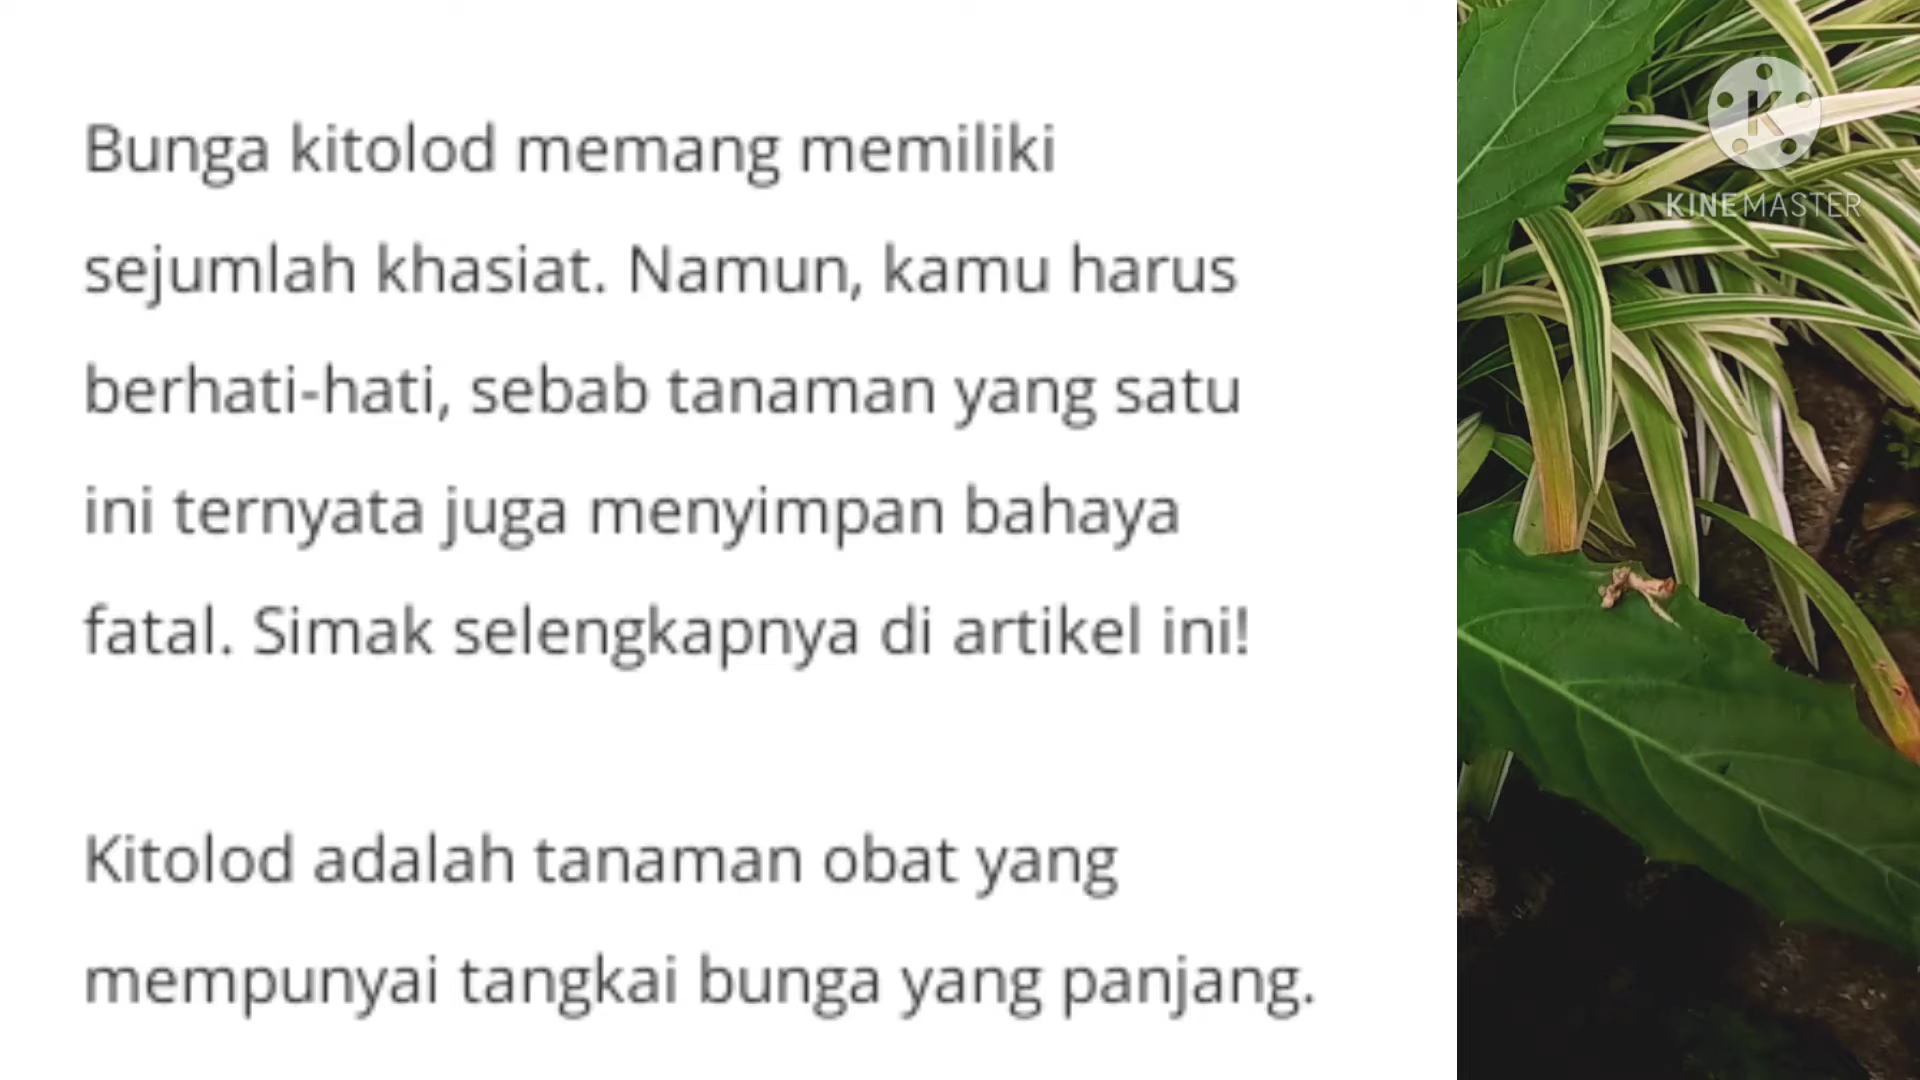 Bunga kitolod memang memiliki
sejumlah khasiat. Namun, kamu harus
berhati-hati, sebab tanaman yang satu
ini ternyata juga menyimpan bahaya
fatal. Simak selengkapnya di artikel ini!
Kitolod adalah tanaman obat yang
mempunyai tangkai bunga yang panjang.
K
KINEMASTER